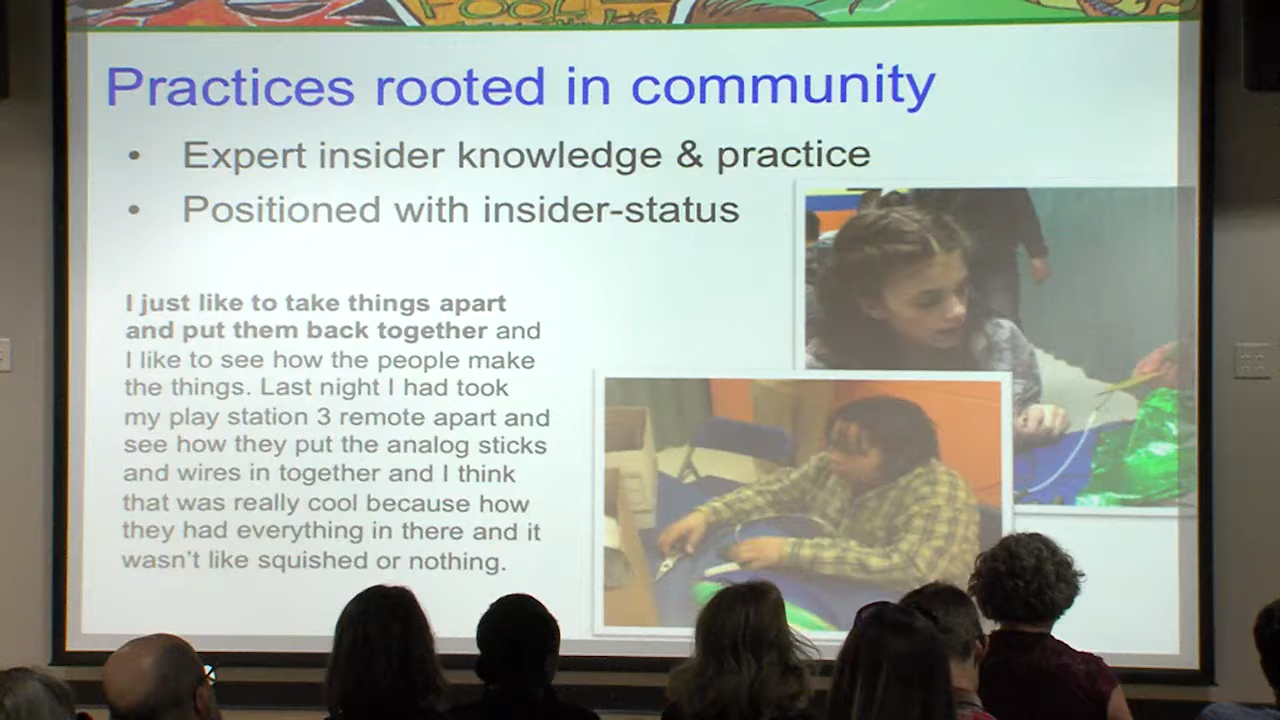 Practices rooted in community
• Expert insider knowledge & practice
• Positioned with insider-status
I just like to take things apart
and put them back together and
I like to see how the people make
the things. Last night I had took
my play station 3 remote apart and
see how they put the analog sticks
and wires in together and I think
that was really cool because how
they had everything in there and it
wasn't like squished or nothing.